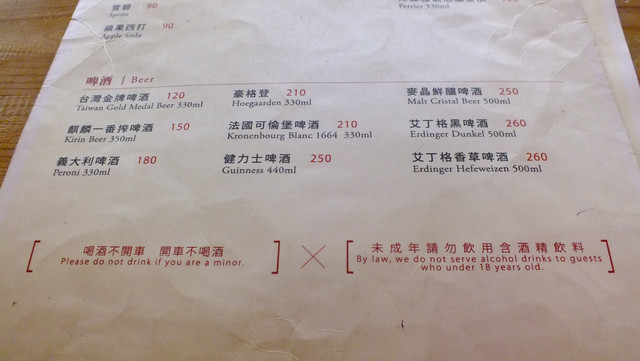 雪碧 90
Sprite
蘋果西打 90
Apple Soda
Perrier 330ml
啤酒 | Beer
台灣金牌啤酒 120
Taiwan Gold Medal Beer 330ml
豪格登 210
Hoegaarden 330ml
麥晶鮮釀啤酒 250
Malt Cristal Beer 500ml
麒麟一番搾啤酒 150
Kirin Beer 350ml
法國可倫堡啤酒 210
Kronenbourg Blanc 1664 330ml
艾丁格黑啤酒 260
Erdinger Dunkel 500ml
義大利啤酒 180
Peroni 330ml
健力士啤酒 250
Guinness 440ml
艾丁格香草啤酒 260
Erdinger Hefeweizen 500ml
喝酒不開車 開車不喝酒
Please do not drink if you are a minor.
未成年請勿飲用含酒精飲料
By law, we do not serve alcohol drinks to guests
who under 18 years old.